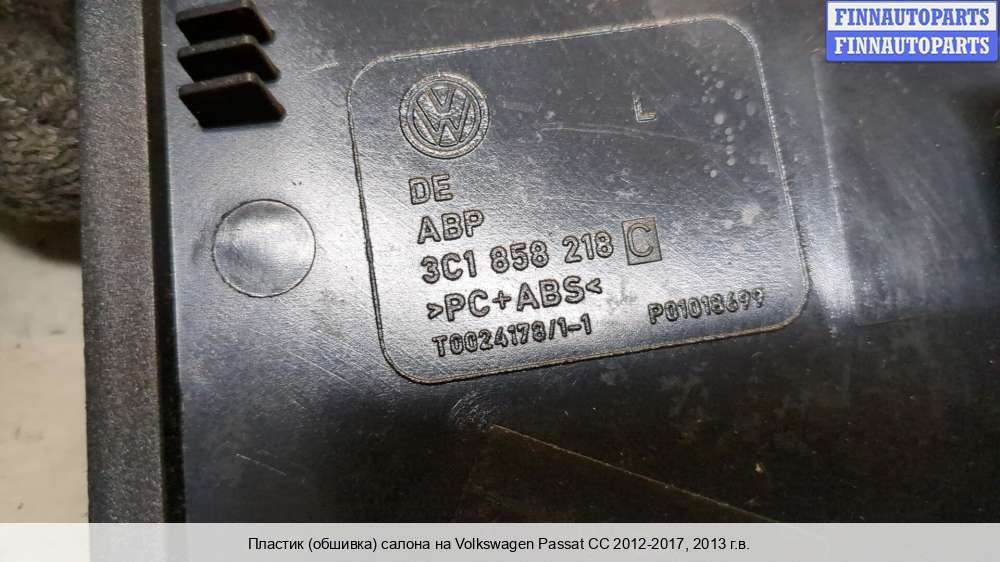 FINNAUTOPARTS
FINNAUTOPARTS
VW
L
DE
ABP
3C1 858 218 C
>PC+ABS<
T0024178/1-1 P01018699
Пластик (обшивка) салона на Volkswagen Passat CC 2012-2017, 2013 г.в.